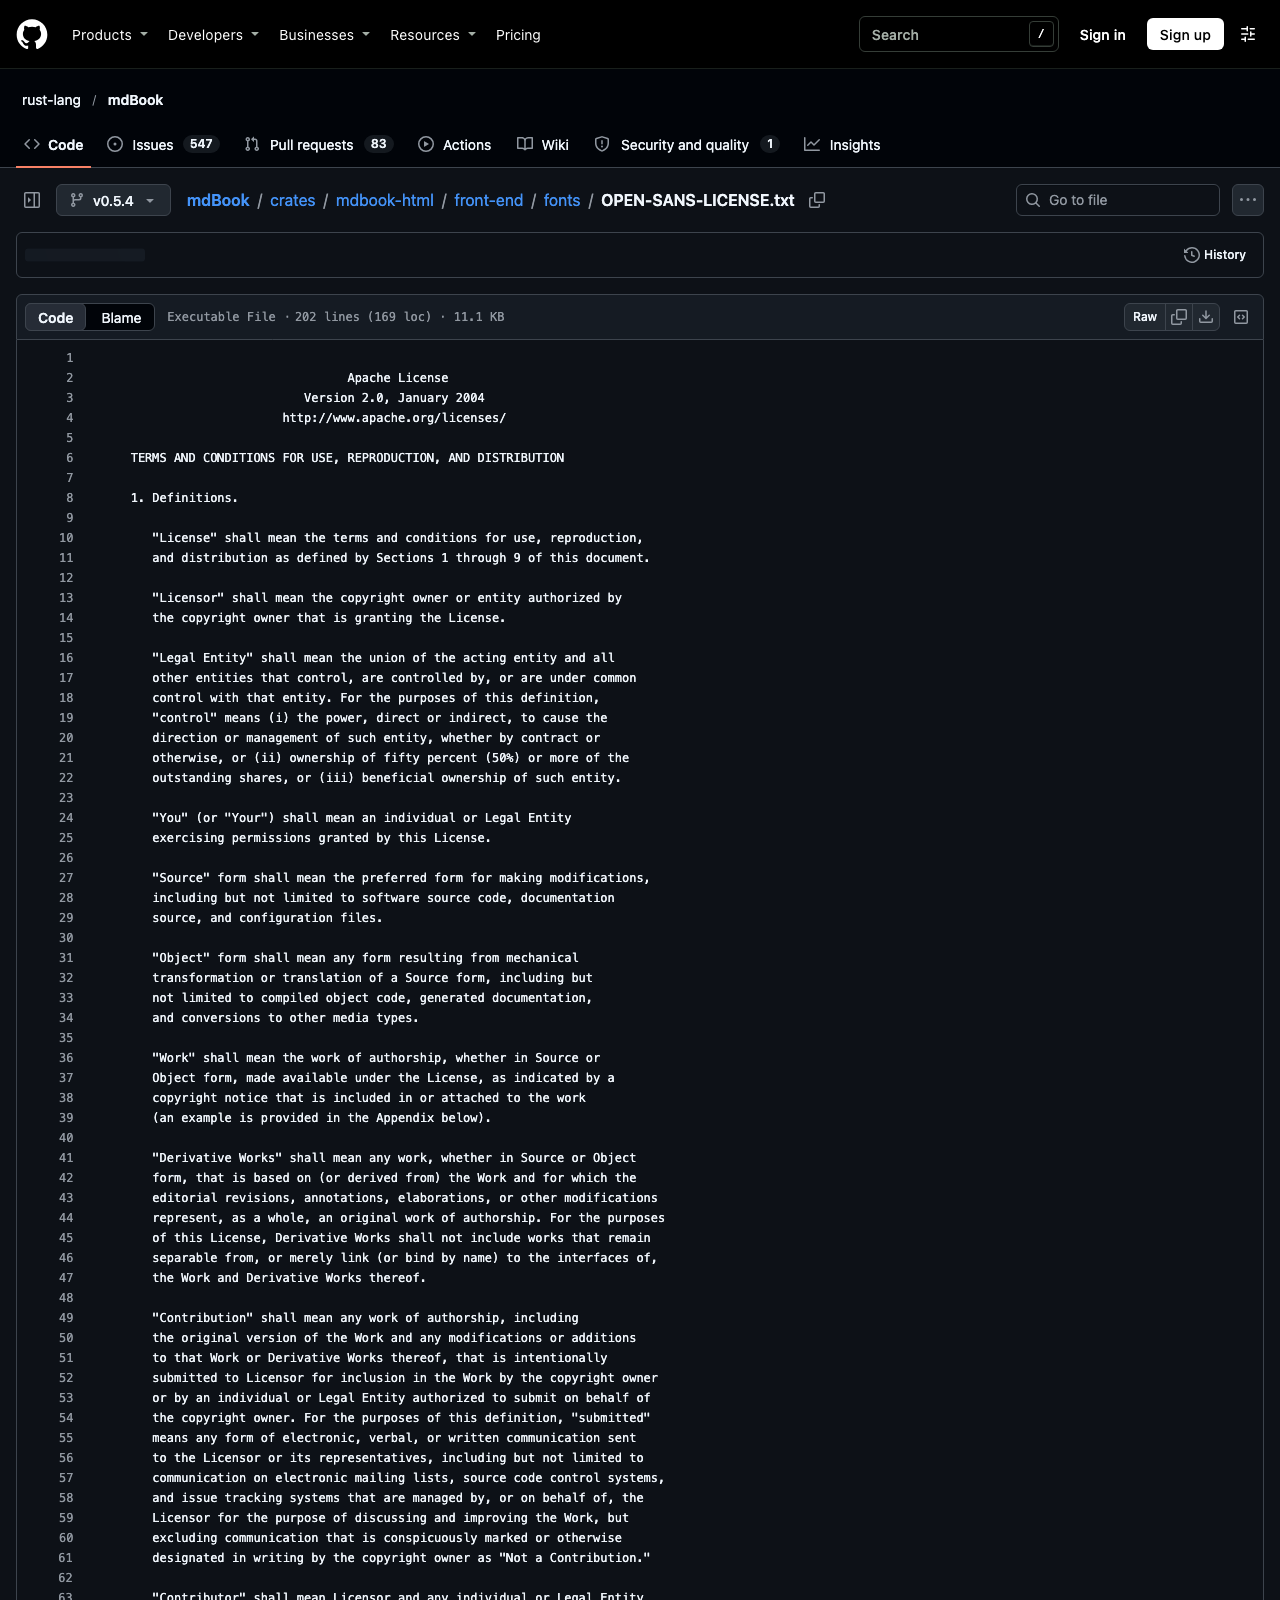 Products Developers Businesses Resources Pricing Search / Sign in Sign up
rust-lang / mdBook
Code Issues 547 Pull requests 83 Actions Wiki Security and quality 1 Insights
v0.5.4 mdBook / crates / mdbook-html / front-end / fonts / OPEN-SANS-LICENSE.txt Go to file
History
Code Blame Executable File · 202 lines (169 loc) · 11.1 KB Raw
1
2 Apache License
3 Version 2.0, January 2004
4 http://www.apache.org/licenses/
5
6 TERMS AND CONDITIONS FOR USE, REPRODUCTION, AND DISTRIBUTION
7
8 1. Definitions.
9
10 "License" shall mean the terms and conditions for use, reproduction,
11 and distribution as defined by Sections 1 through 9 of this document.
12
13 "Licensor" shall mean the copyright owner or entity authorized by
14 the copyright owner that is granting the License.
15
16 "Legal Entity" shall mean the union of the acting entity and all
17 other entities that control, are controlled by, or are under common
18 control with that entity. For the purposes of this definition,
19 "control" means (i) the power, direct or indirect, to cause the
20 direction or management of such entity, whether by contract or
21 otherwise, or (ii) ownership of fifty percent (50%) or more of the
22 outstanding shares, or (iii) beneficial ownership of such entity.
23
24 "You" (or "Your") shall mean an individual or Legal Entity
25 exercising permissions granted by this License.
26
27 "Source" form shall mean the preferred form for making modifications,
28 including but not limited to software source code, documentation
29 source, and configuration files.
30
31 "Object" form shall mean any form resulting from mechanical
32 transformation or translation of a Source form, including but
33 not limited to compiled object code, generated documentation,
34 and conversions to other media types.
35
36 "Work" shall mean the work of authorship, whether in Source or
37 Object form, made available under the License, as indicated by a
38 copyright notice that is included in or attached to the work
39 (an example is provided in the Appendix below).
40
41 "Derivative Works" shall mean any work, whether in Source or Object
42 form, that is based on (or derived from) the Work and for which the
43 editorial revisions, annotations, elaborations, or other modifications
44 represent, as a whole, an original work of authorship. For the purposes
45 of this License, Derivative Works shall not include works that remain
46 separable from, or merely link (or bind by name) to the interfaces of,
47 the Work and Derivative Works thereof.
48
49 "Contribution" shall mean any work of authorship, including
50 the original version of the Work and any modifications or additions
51 to that Work or Derivative Works thereof, that is intentionally
52 submitted to Licensor for inclusion in the Work by the copyright owner
53 or by an individual or Legal Entity authorized to submit on behalf of
54 the copyright owner. For the purposes of this definition, "submitted"
55 means any form of electronic, verbal, or written communication sent
56 to the Licensor or its representatives, including but not limited to
57 communication on electronic mailing lists, source code control systems,
58 and issue tracking systems that are managed by, or on behalf of, the
59 Licensor for the purpose of discussing and improving the Work, but
60 excluding communication that is conspicuously marked or otherwise
61 designated in writing by the copyright owner as "Not a Contribution."
62
63 "Contributor" shall mean Licensor and any individual or Legal Entity